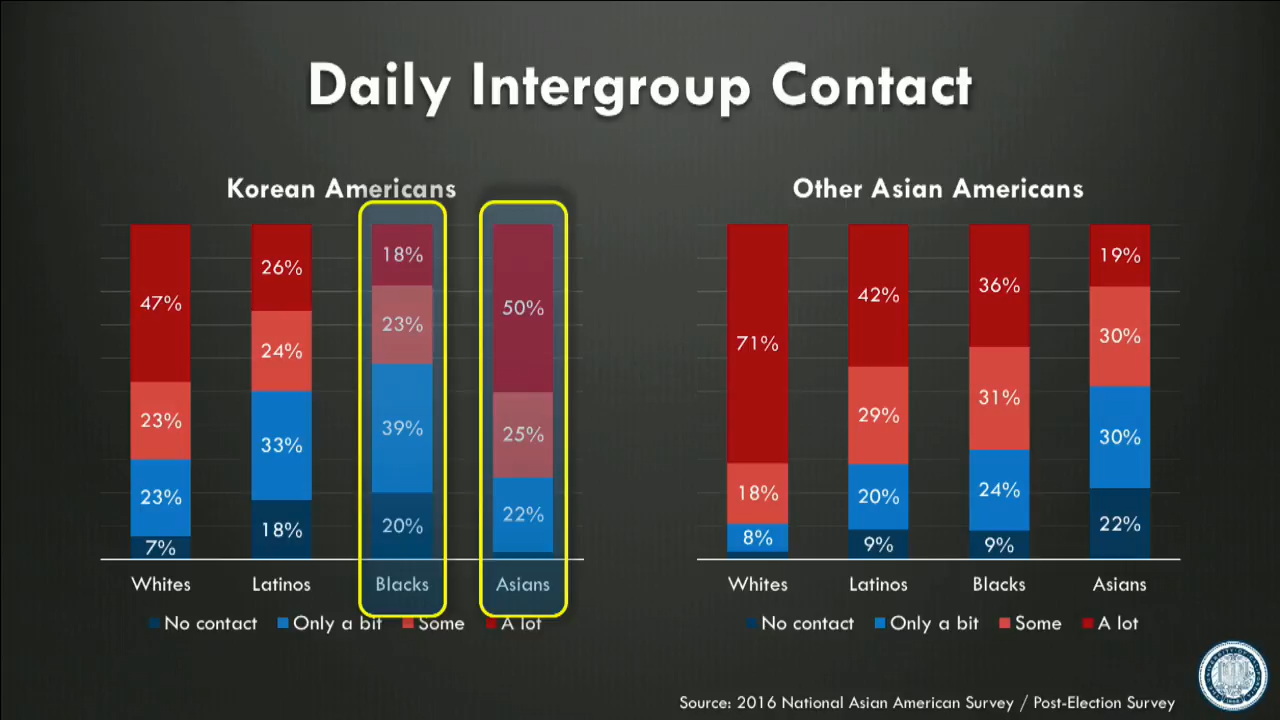 Daily Intergroup Contact
Korean Americans
47%
23%
23%
7%
26%
24%
33%
18%
18%
23%
39%
20%
50%
25%
22%
Whites
Latinos
Blacks
Asians
No contact
Only a bit
Some
A lot
Other Asian Americans
71%
18%
8%
42%
29%
20%
9%
36%
31%
24%
9%
19%
30%
30%
22%
Whites
Latinos
Blacks
Asians
No contact
Only a bit
Some
A lot
Source: 2016 National Asian American Survey / Post-Election Survey